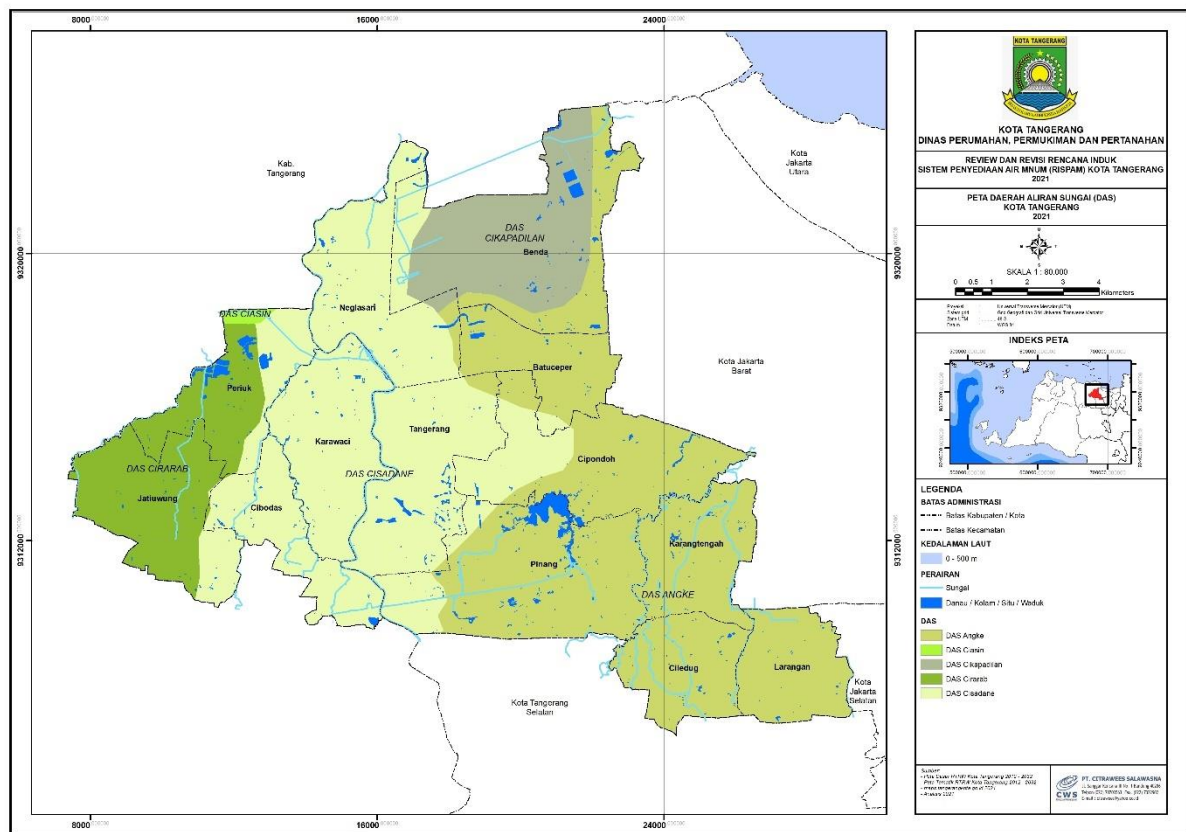 8000
16000
24000
9320000
9312000
Kab.
Tangerang
Kota
Jakarta
Utara
DAS
CIKAPADILAN
Benda
Neglasari
DAS CIASIN
Kota Jakarta
Barat
Batuceper
Periuk
Tangerang
Karawaci
Cipondoh
DAS CIRARAB
DAS CISADANE
Jatiuwung
Cibodas
Karangtengah
Pinang
DAS ANGKE
Ciledug
Larangan
Kota Tangerang
Selatan
Kota
Jakarta
Selatan
9320000
9312000
8000
16000
24000
KOTA TANGERANG
KOTA TANGERANG
DINAS PERUMAHAN, PERMUKIMAN DAN PERTANAHAN
REVIEW DAN REVISI RENCANA INDUK
SISTEM PENYEDIAAN AIR MNUM (RISPAM) KOTA TANGERANG
2021
PETA DAERAH ALIRAN SUNGAI (DAS)
KOTA TANGERANG
2021
SKALA 1 : 80.000
0 0.5 1 2 3 4
Kilometers
INDEKS PETA
LEGENDA
BATAS ADMINISTRASI
Batas Kabupaten / Kota
Batas Kecamatan
KEDALAMAN LAUT
0 - 500 m
PERAIRAN
Sungai
Danau / Kolam / Situ / Waduk
DAS
DAS Angke
DAS Ciasin
DAS Cikapadilan
DAS Cirarab
DAS Cisadane
CWS
PT. CITRAWEES SALAWASNA